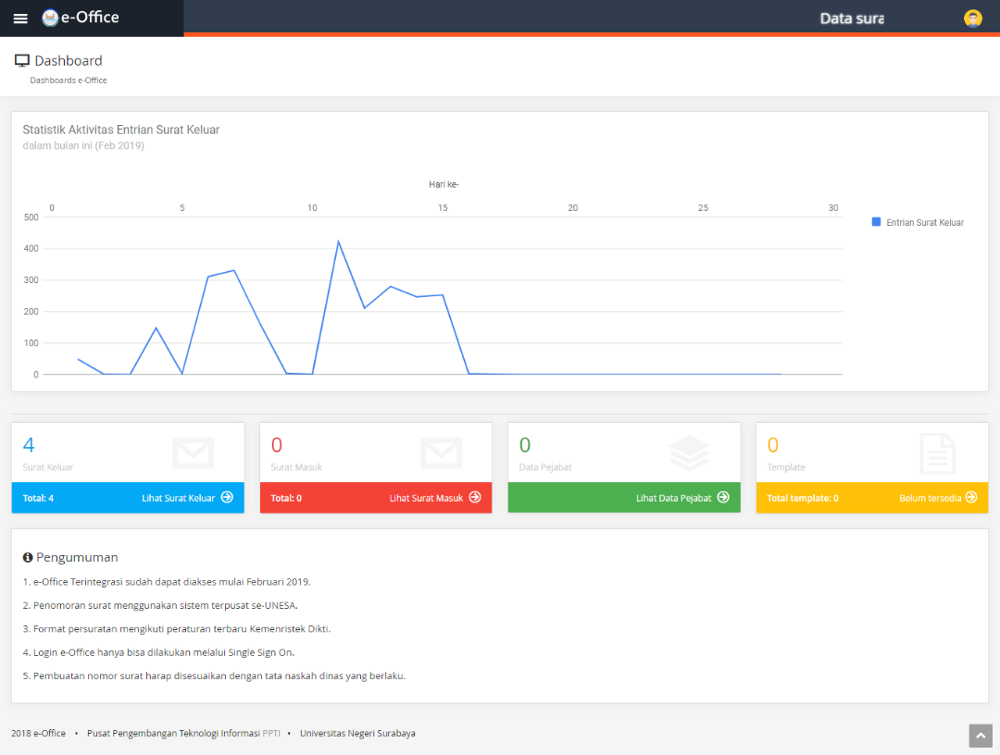 e-Office
Data sura
Dashboard
Dashboards e-Office
Statistik Aktivitas Entrian Surat Keluar
dalam bulan ini (Feb 2019)
Hari ke-
0 5 10 15 20 25 30
500
400
300
200
100
0
Entrian Surat Keluar
4
Surat Keluar
Total: 4 Lihat Surat Keluar
0
Surat Masuk
Total: 0 Lihat Surat Masuk
0
Data Pejabat
Lihat Data Pejabat
0
Template
Total template: 0 Belum tersedia
Pengumuman
1. e-Office Terintegrasi sudah dapat diakses mulai Februari 2019.
2. Penomoran surat menggunakan sistem terpusat se-UNESA.
3. Format persuratan mengikuti peraturan terbaru Kemenristek Dikti.
4. Login e-Office hanya bisa dilakukan melalui Single Sign On.
5. Pembuatan nomor surat harap disesuaikan dengan tata naskah dinas yang berlaku.
2018 e-Office • Pusat Pengembangan Teknologi Informasi PPTI • Universitas Negeri Surabaya